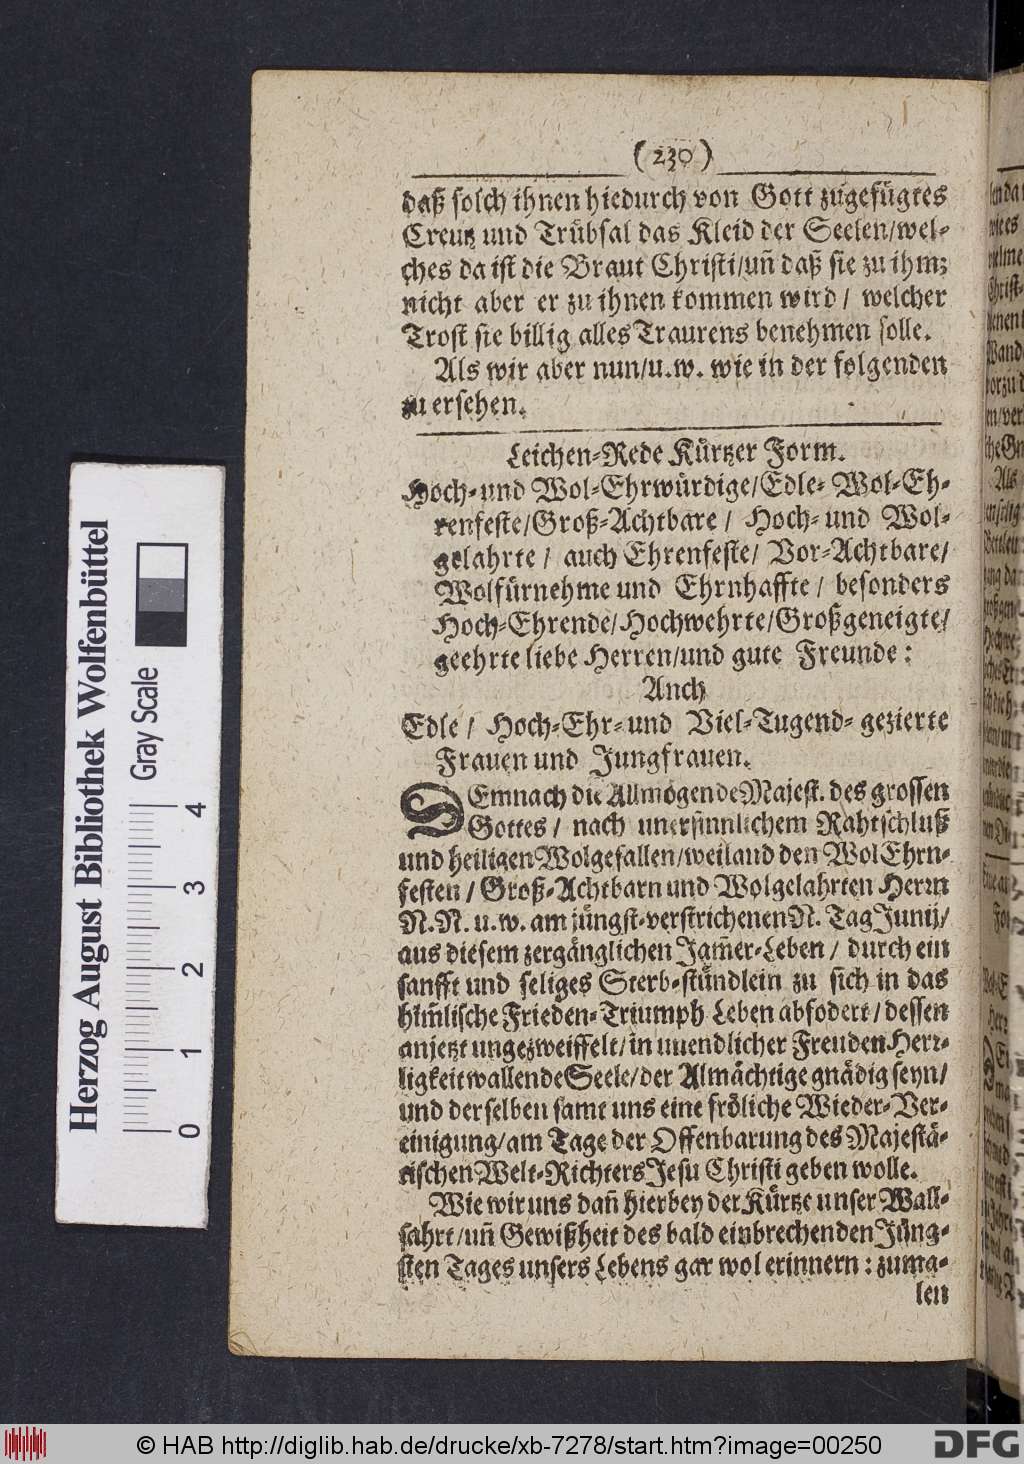 (230)
daß solch ihnen hiedurch von Gott zugefügtes
Creutz und Trübsal das Kleid der Seelen/wel-
ches da ist die Braut Christi/uñ daß sie zu ihm;
nicht aber er zu ihnen kommen wird/ welcher
Trost sie billig alles Traurens benehmen solle.
Als wir aber nun/u.w. wie in der folgenden
zu ersehen.
Leichen-Rede Kürtzer Form.
Hoch- und Wol-Ehrwürdige/Edle- Wol-Eh-
renfeste/Groß-Achtbare/ Hoch- und Wol-
gelahrte/ auch Ehrenfeste/ Vor-Achtbare/
Wolfürnehme und Ehrnhaffte/ besonders
Hoch-Ehrende/Hochwehrte/Großgeneigte/
geehrte liebe Herren/und gute Freunde:
Anch
Edle/ Hoch-Ehr- und Viel-Tugend- gezierte
Frauen und Jungfrauen.
DEmnach die Allmögende Majest. des grossen
Gottes/ nach unersinnlichem Rahtschluß
und heiligen Wolgefallen/weiland den WolEhrn-
festen/ Groß-Achtbarn und Wolgelahrten Herrn
N.N. u.w. am jüngst-verstrichenen N. Tag Junij/
aus diesem zergänglichen Jam̃er-Leben/ durch ein
sanfft und seliges Sterb-stündlein zu sich in das
him̃lische Frieden-Triumph Leben abfodert/dessen
anjetzt ungezweiffelt/in unendlicher Freuden Herr-
ligkeit wallende Seele/der Almächtige gnädig seyn/
und derselben samt uns eine fröliche Wieder-Ver-
einigung/am Tage der Offenbarung des Majestä-
tischen Welt-Richters Jesu Christi geben wolle.
Wie wir uns dañ hierbey der Kürtze unser Wall-
fahrt/uñ Gewißheit des bald einbrechenden Jüng-
sten Tages unsers Lebens gar wol erinnern: zuma-
len
Herzog August Bibliothek Wolfenbüttel
Gray Scale
0 1 2 3 4
© HAB http://diglib.hab.de/drucke/xb-7278/start.htm?image=00250
DFG